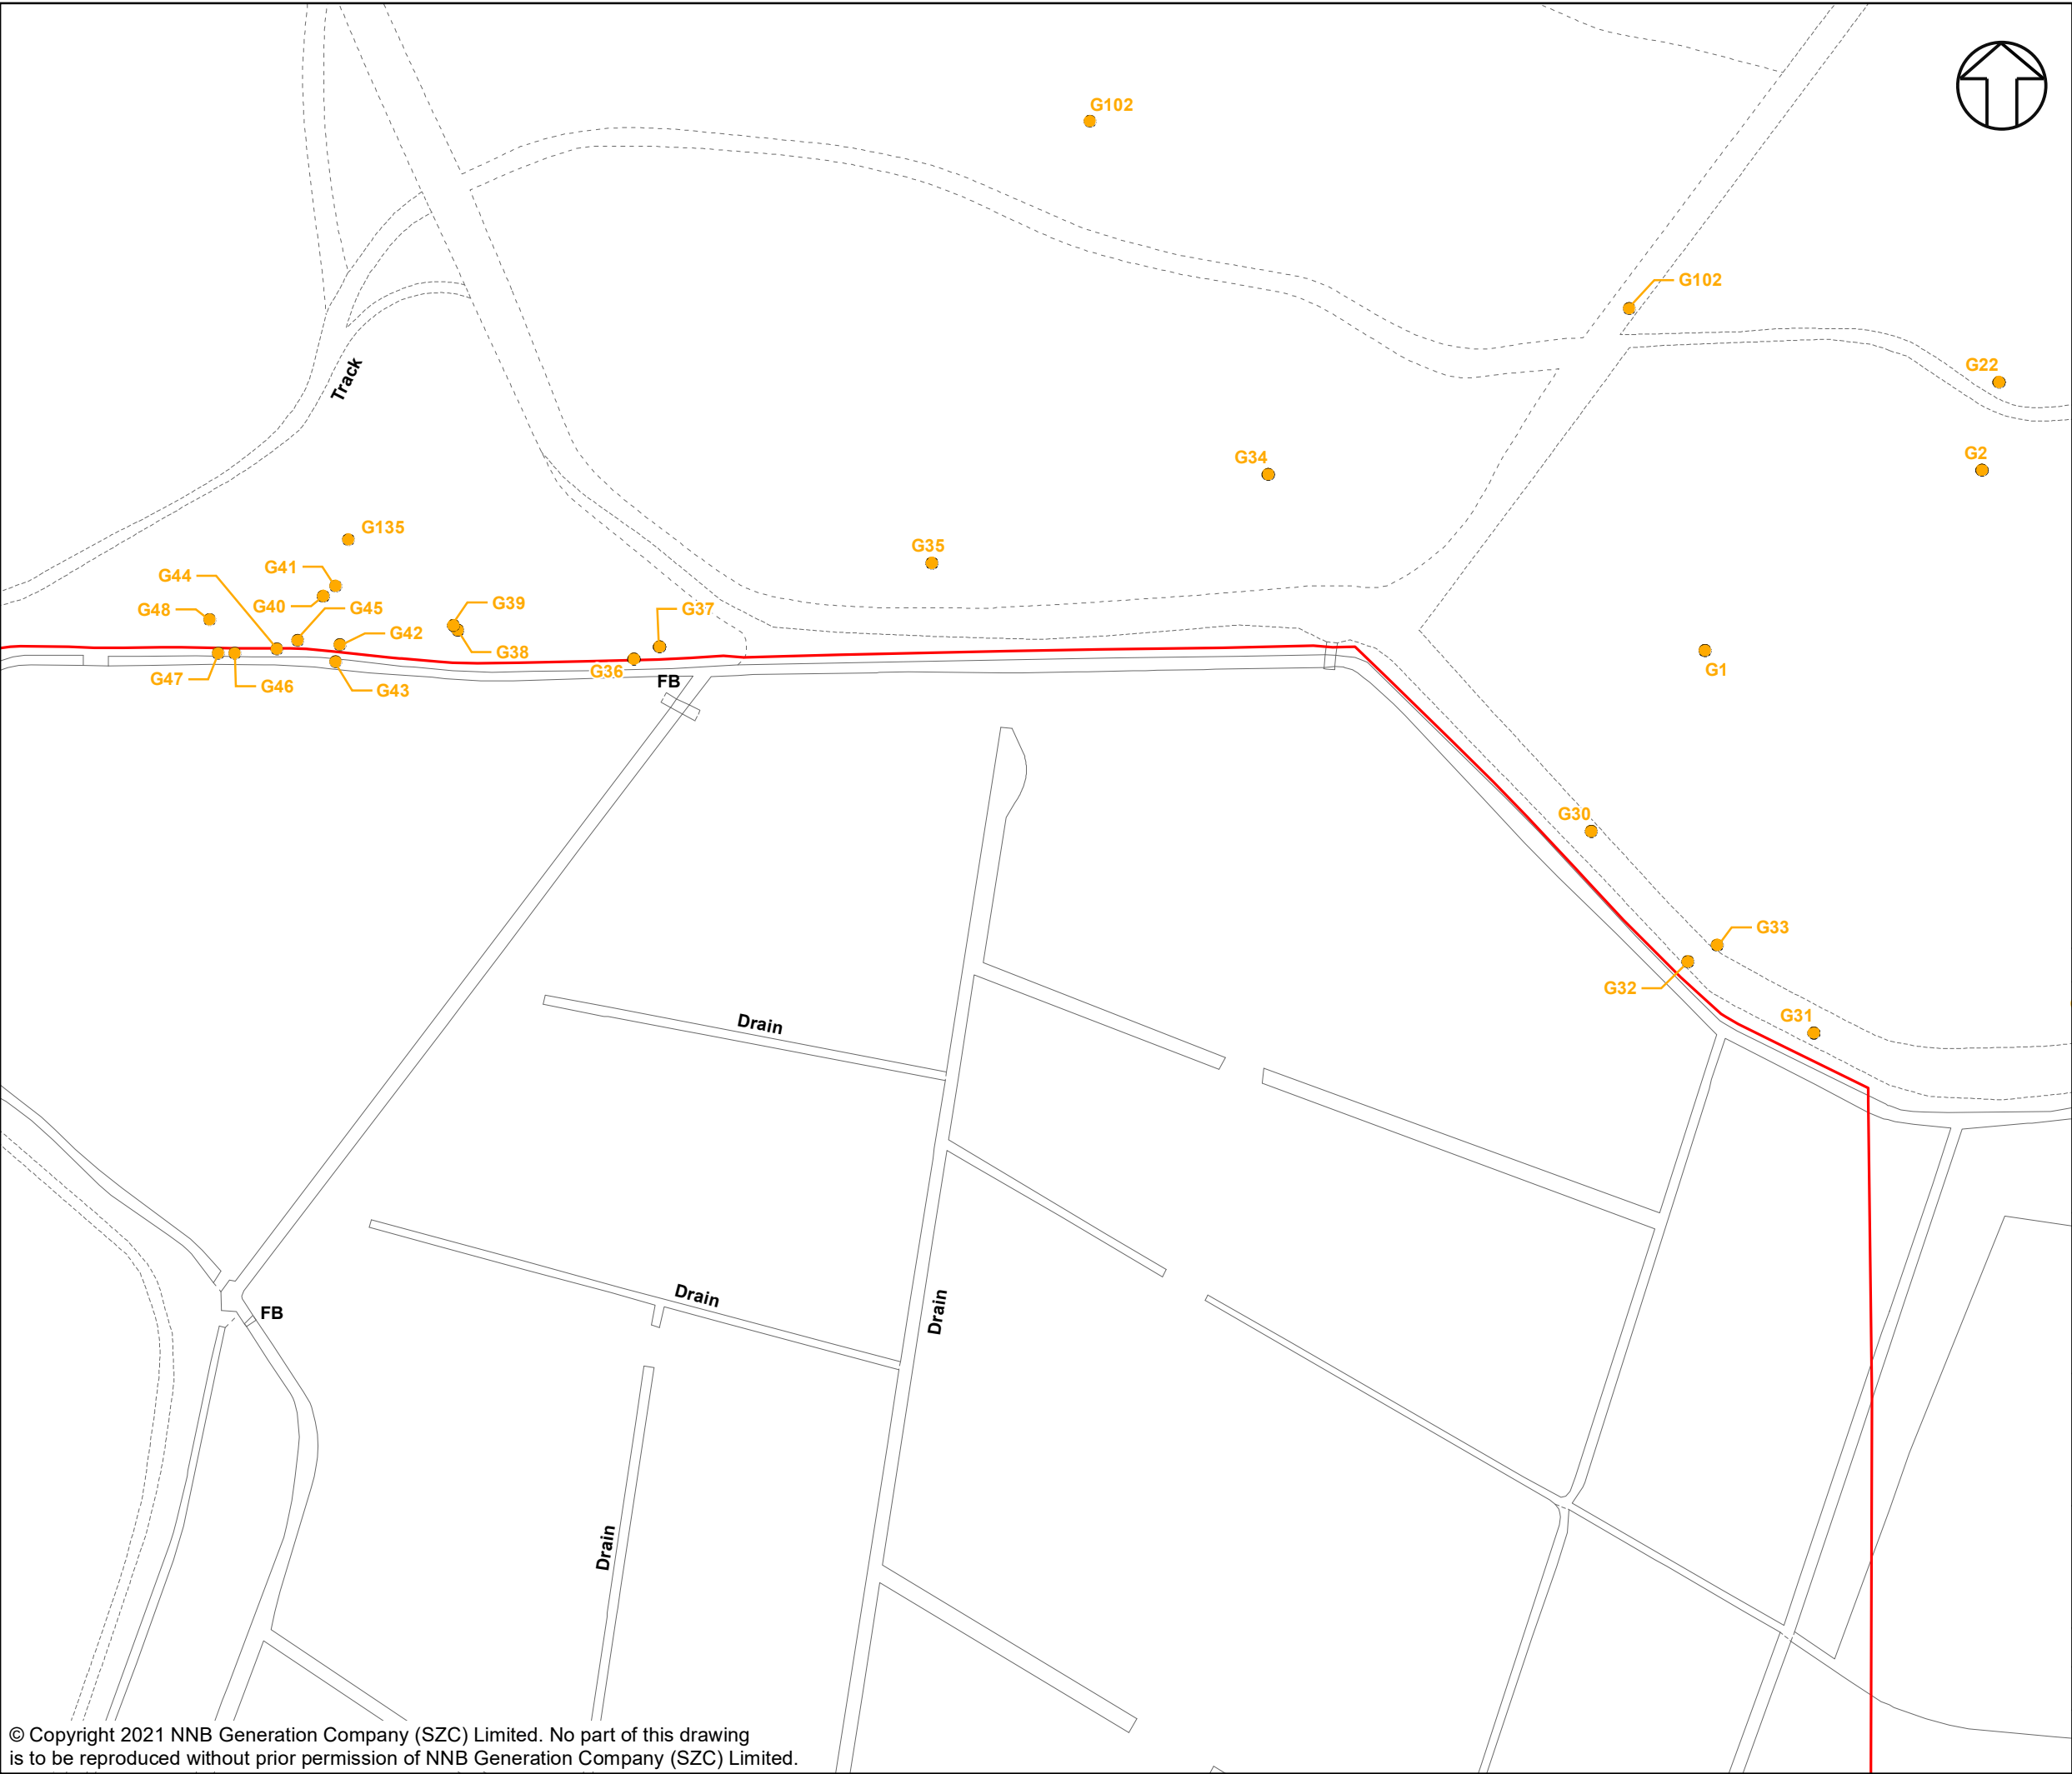 G102
G102
G22
Track
G2
G34
G135
G35
G41
G44
G40
G45
G39
G48
G37
G42
G38
G1
G36
G47
FB
G46
G43
G30
G33
G32
G31
Drain
Drain
Drain
FB
Drain
© Copyright 2021 NNB Generation Company (SZC) Limited. No part of this drawing
is to be reproduced without prior permission of NNB Generation Company (SZC) Limited.